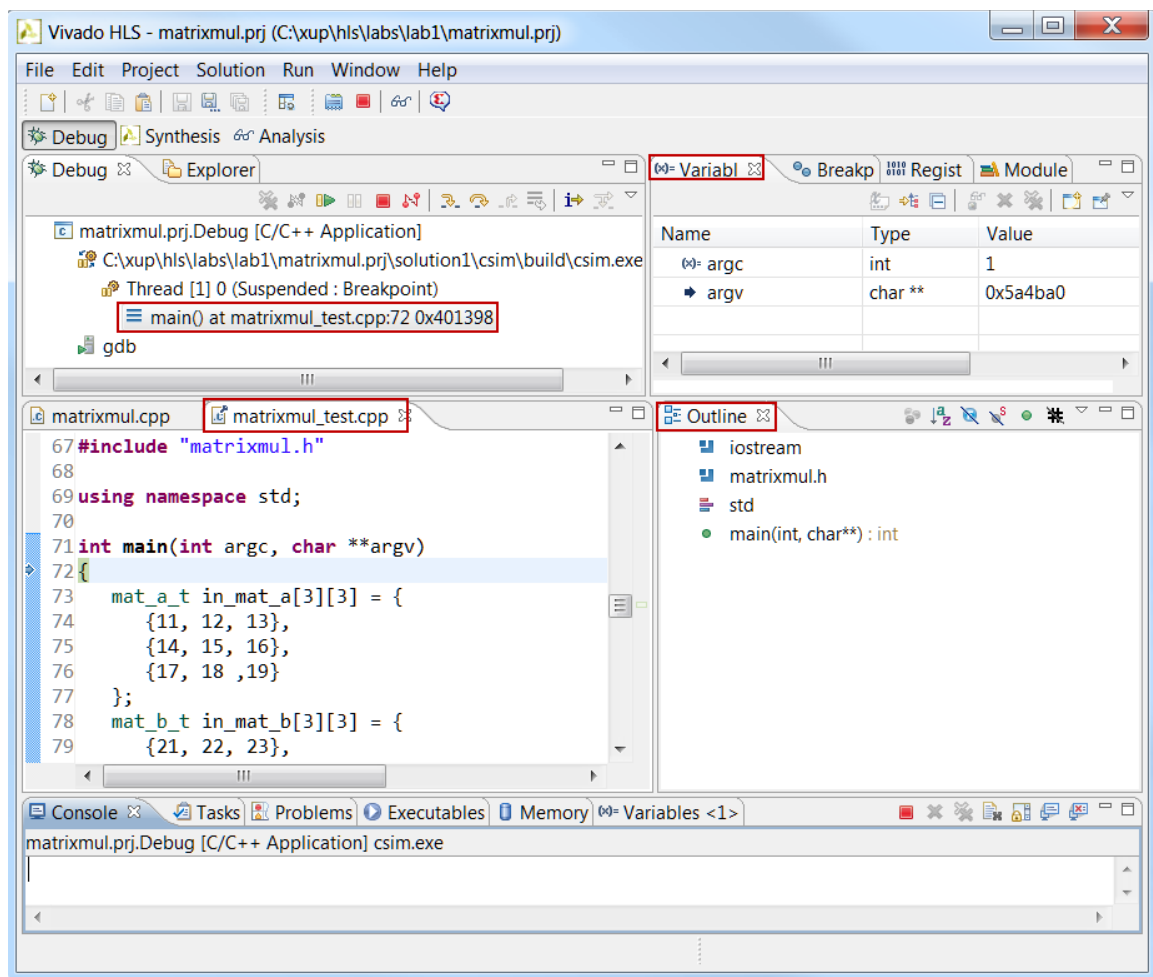 Vivado HLS - matrixmul.prj (C:\xup\hls\labs\lab1\matrixmul.prj)
File Edit Project Solution Run Window Help
Debug Synthesis Analysis
Debug Explorer
matrixmul.prj.Debug [C/C++ Application]
C:\xup\hls\labs\lab1\matrixmul.prj\solution1\csim\build\csim.exe
Thread [1] 0 (Suspended : Breakpoint)
main() at matrixmul_test.cpp:72 0x401398
gdb
Variabl Breakp Regist Module
Name Type Value
argc int 1
argv char ** 0x5a4ba0
matrixmul.cpp matrixmul_test.cpp
67 #include "matrixmul.h"
68
69 using namespace std;
70
71 int main(int argc, char **argv)
72 {
73 mat_a_t in_mat_a[3][3] = {
74 {11, 12, 13},
75 {14, 15, 16},
76 {17, 18 ,19}
77 };
78 mat_b_t in_mat_b[3][3] = {
79 {21, 22, 23},
Outline
iostream
matrixmul.h
std
main(int, char**) : int
Console Tasks Problems Executables Memory Variables <1>
matrixmul.prj.Debug [C/C++ Application] csim.exe